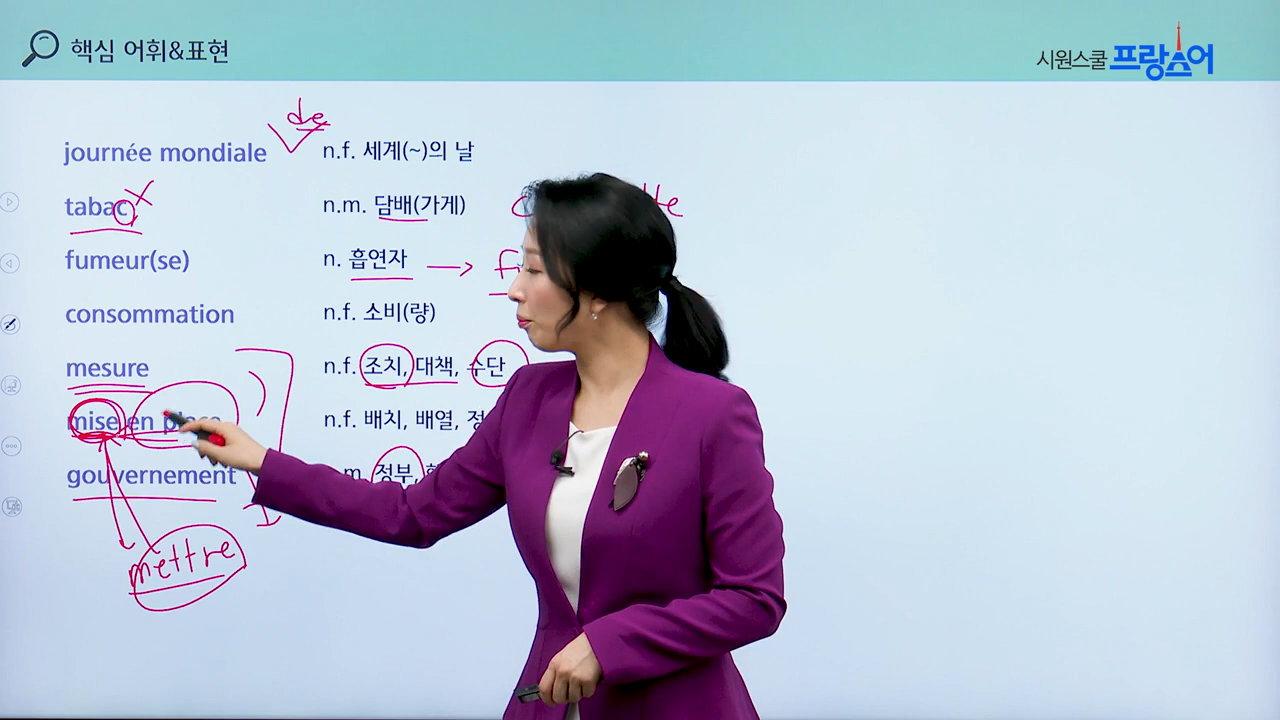 핵심 어휘&표현
시원스쿨 프랑스어
de
journée mondiale n.f. 세계(~)의 날
tabac n.m. 담배(가게)
fumeur(se) n. 흡연자 →
consommation n.f. 소비(량)
mesure n.f. 조치, 대책, 수단
mise en place n.f. 배치, 배열,
gouvernement 정부,
mettre